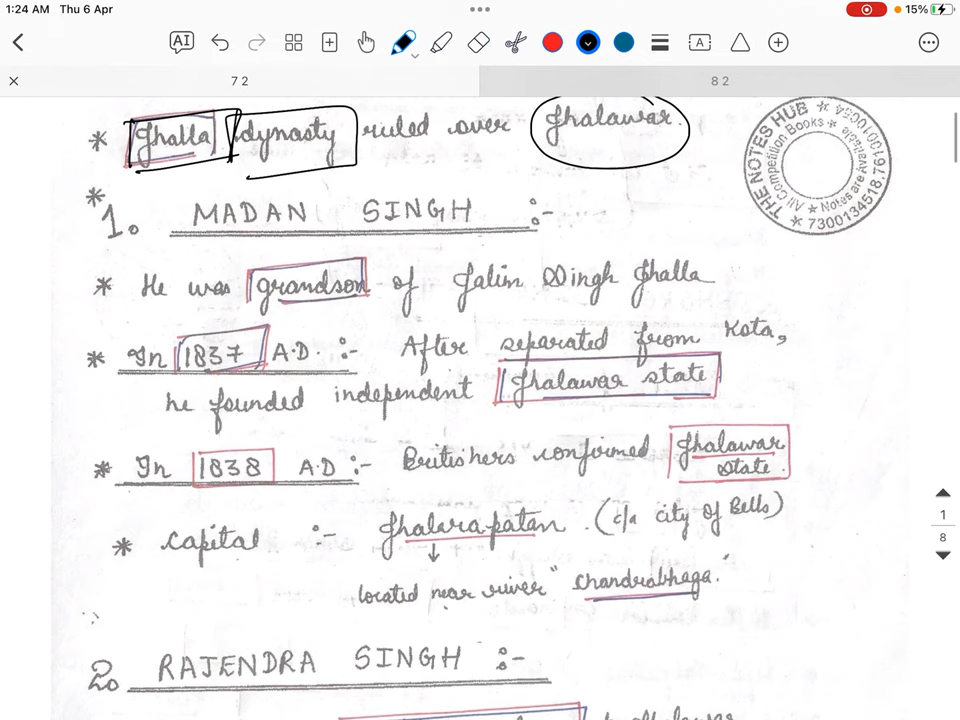 1:24 AM Thu 6 Apr
15%
AI
A
72
82
* Jhalla dynasty ruled over Jhalawar.
THE NOTES HUB
All Competition Books
Notes are Available
* 7300134518,7610010054
* 1. MADAN SINGH :-
* He was grandson of Jalim Singh Jhalla
* In 1837 A.D. :- After separated from Kota,
he founded independent Jhalawar state
* In 1838 A.D :- Britishers confirmed Jhalawar
state.
* capital :- Jhalarapatan. (c/a city of Bells)
located near river "Chandrabhaga."
2. RAJENDRA SINGH :-
1
8